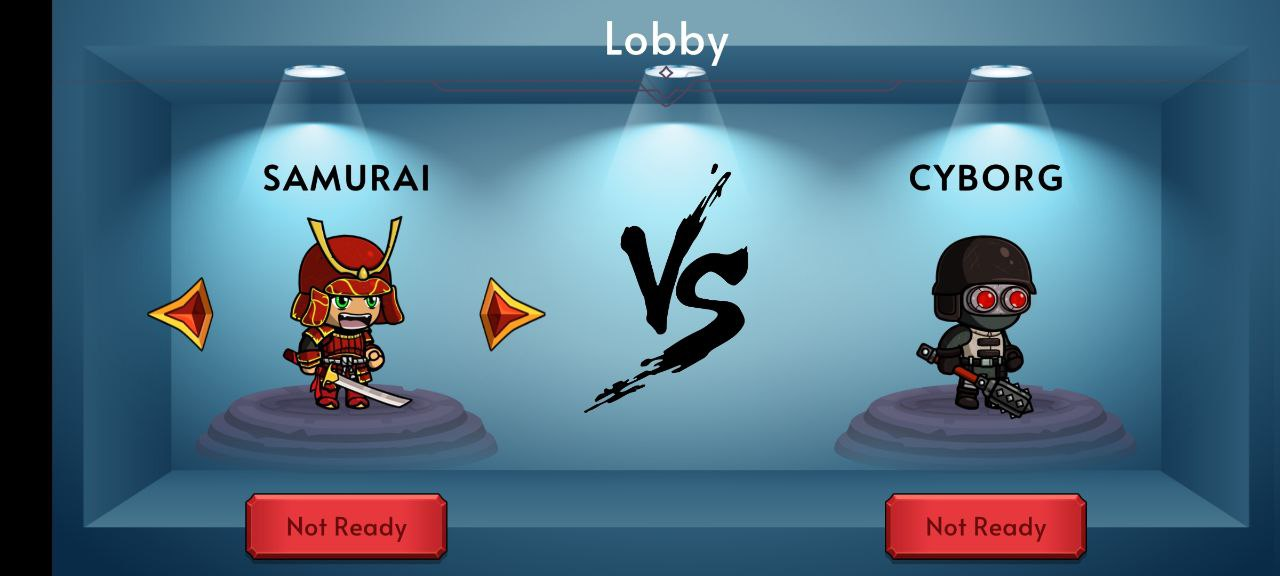 Lobby
SAMURAI
CYBORG
VS
Not Ready
Not Ready